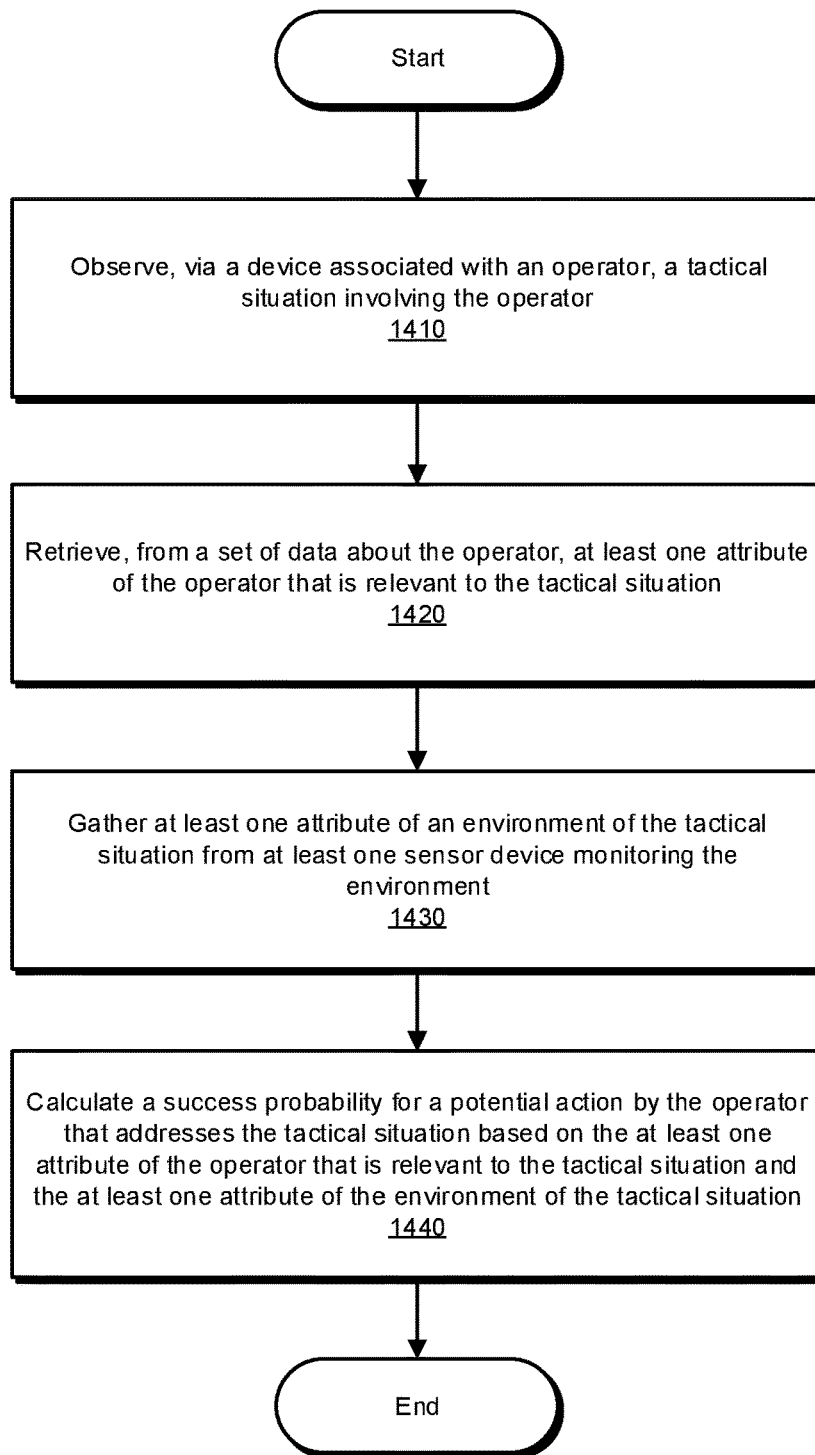 Start
Observe, via a device associated with an operator, a tactical
situation involving the operator
1410
Retrieve, from a set of data about the operator, at least one attribute
of the operator that is relevant to the tactical situation
1420
Gather at least one attribute of an environment of the tactical
situation from at least one sensor device monitoring the
environment
1430
Calculate a success probability for a potential action by the operator
that addresses the tactical situation based on the at least one
attribute of the operator that is relevant to the tactical situation and
the at least one attribute of the environment of the tactical situation
1440
End